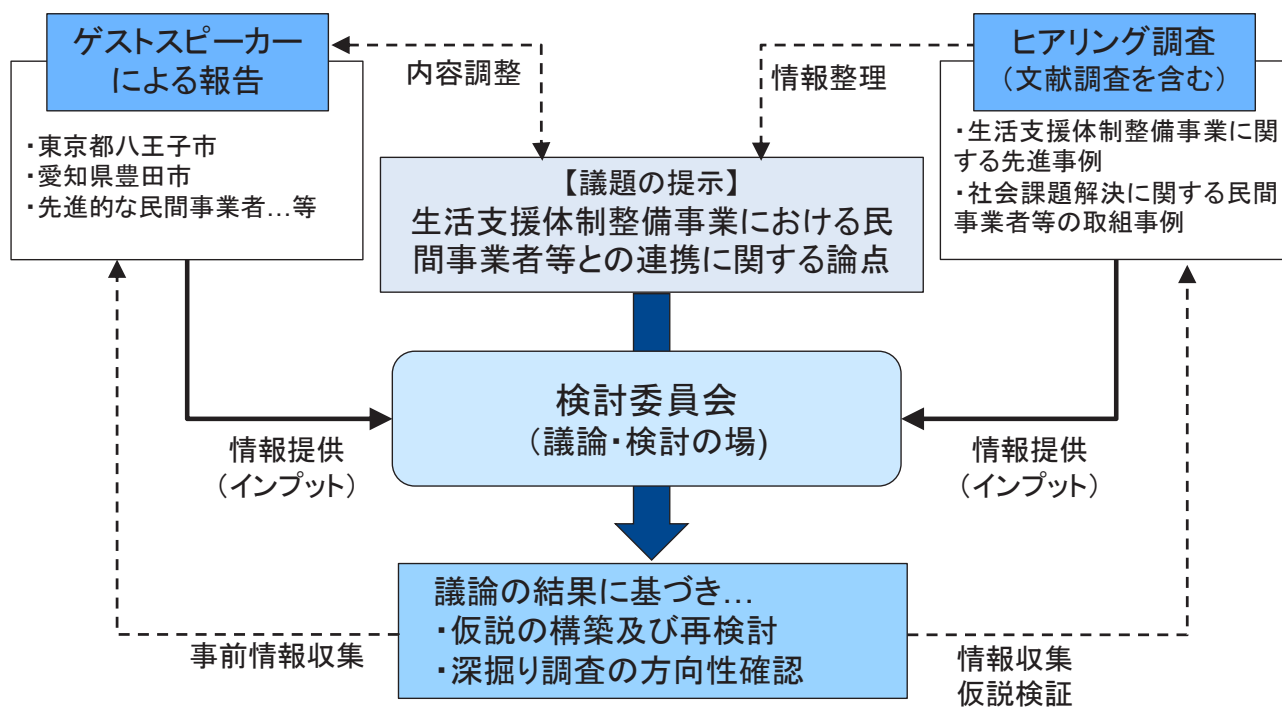 ゲストスピーカー
による報告
・東京都八王子市
・愛知県豊田市
・先進的な民間事業者…等
内容調整
情報整理
ヒアリング調査
（文献調査を含む）
・生活支援体制整備事業に関
する先進事例
・社会課題解決に関する民間
事業者等の取組事例
【議題の提示】
生活支援体制整備事業における民
間事業者等との連携に関する論点
検討委員会
（議論・検討の場)
情報提供
（インプット）
情報提供
（インプット）
議論の結果に基づき…
・仮説の構築及び再検討
・深掘り調査の方向性確認
事前情報収集
情報収集
仮説検証